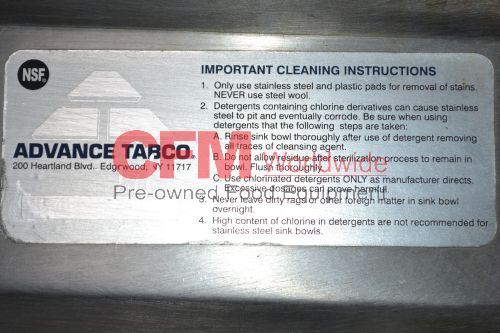 NSF®
IMPORTANT CLEANING INSTRUCTIONS
1. Only use stainless steel and plastic pads for removal of stains.
NEVER use steel wool.
2. Detergents containing chlorine derivatives can cause stainless
steel to pit and eventually corrode. Be sure when using
detergents that the following steps are taken:
A. Rinse sink bowl thoroughly after use of detergent removing
all traces of cleansing agent.
B. Do not allow residue after sterilization process to remain in
bowl. Flush thoroughly.
C. Use chlorinated detergents ONLY as manufacturer directs.
Excessive dosages can prove harmful.
3. Never leave dirty rags or other foreign matter in sink bowl
overnight.
4. High content of chlorine in detergents are not recommended for
stainless steel sink bowls.
ADVANCE TABCO®
200 Heartland Blvd., Edgewood, NY 11717
CFM Worldwide
Pre-owned Food Equipment